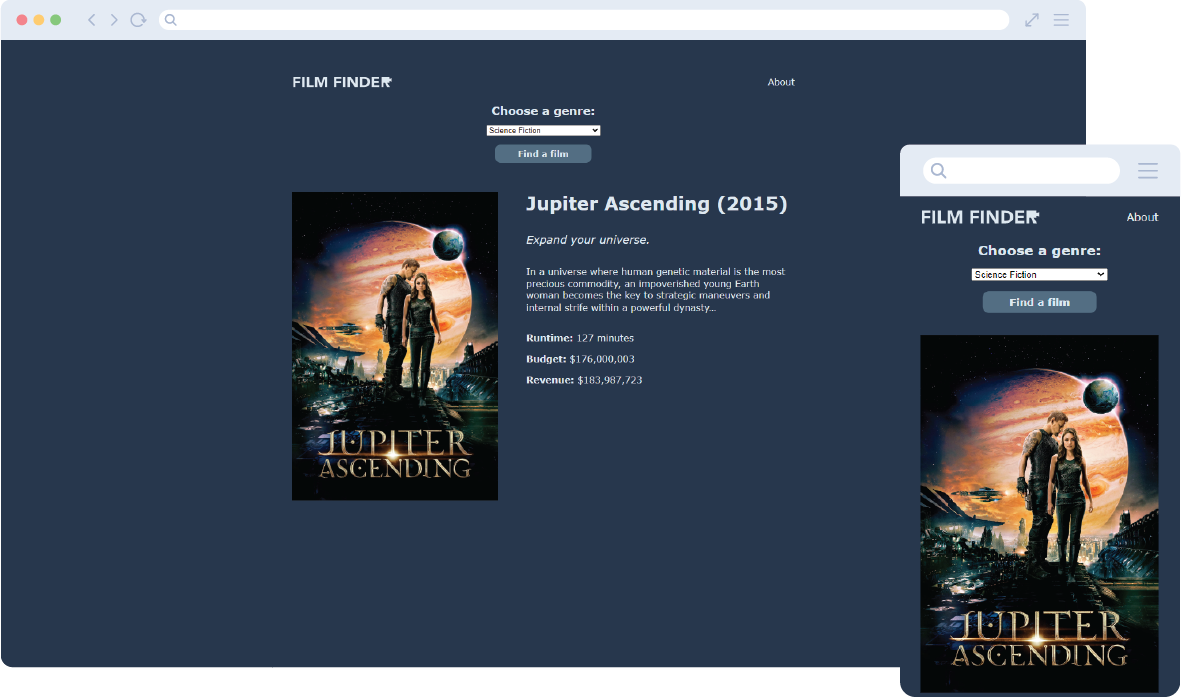 FILM FINDER
About
Choose a genre:
Science Fiction
Find a film
Jupiter Ascending (2015)
Expand your universe.
In a universe where human genetic material is the most
precious commodity, an impoverished young Earth
woman becomes the key to strategic maneuvers and
internal strife within a powerful dynasty...
Runtime: 127 minutes
Budget: $176,000,003
Revenue: $183,987,723
JUPITER
ASCENDING
FILM FINDER
About
Choose a genre:
Science Fiction
Find a film
JUPITER
ASCENDING